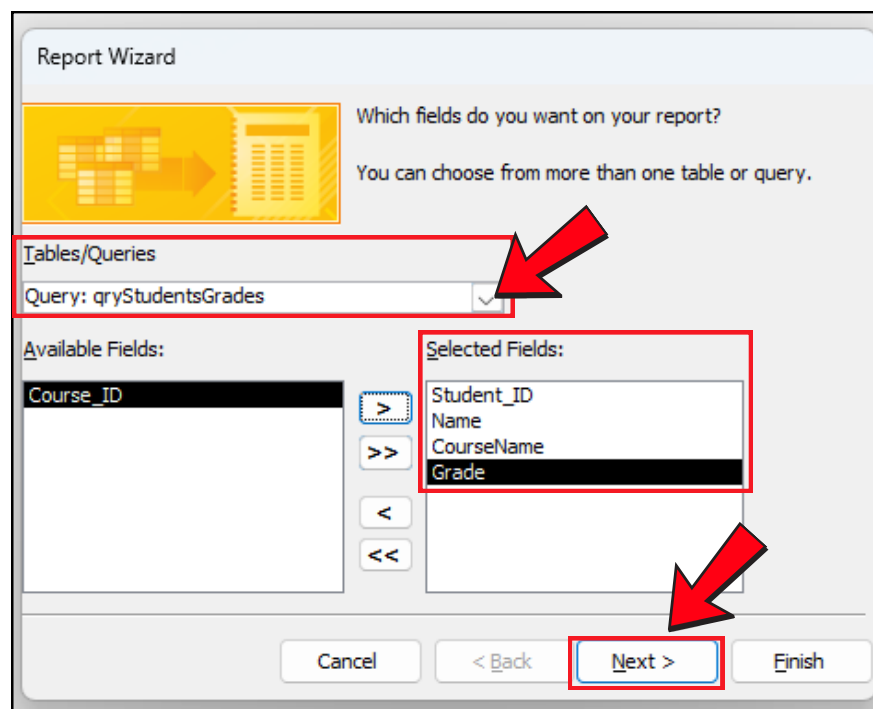 Report Wizard
Which fields do you want on your report?
You can choose from more than one table or query.
Tables/Queries
Query: qryStudentsGrades
Available Fields:
Selected Fields:
Course_ID
>
>>
<
<<
Student_ID
Name
CourseName
Grade
Cancel
< Back
Next >
Finish